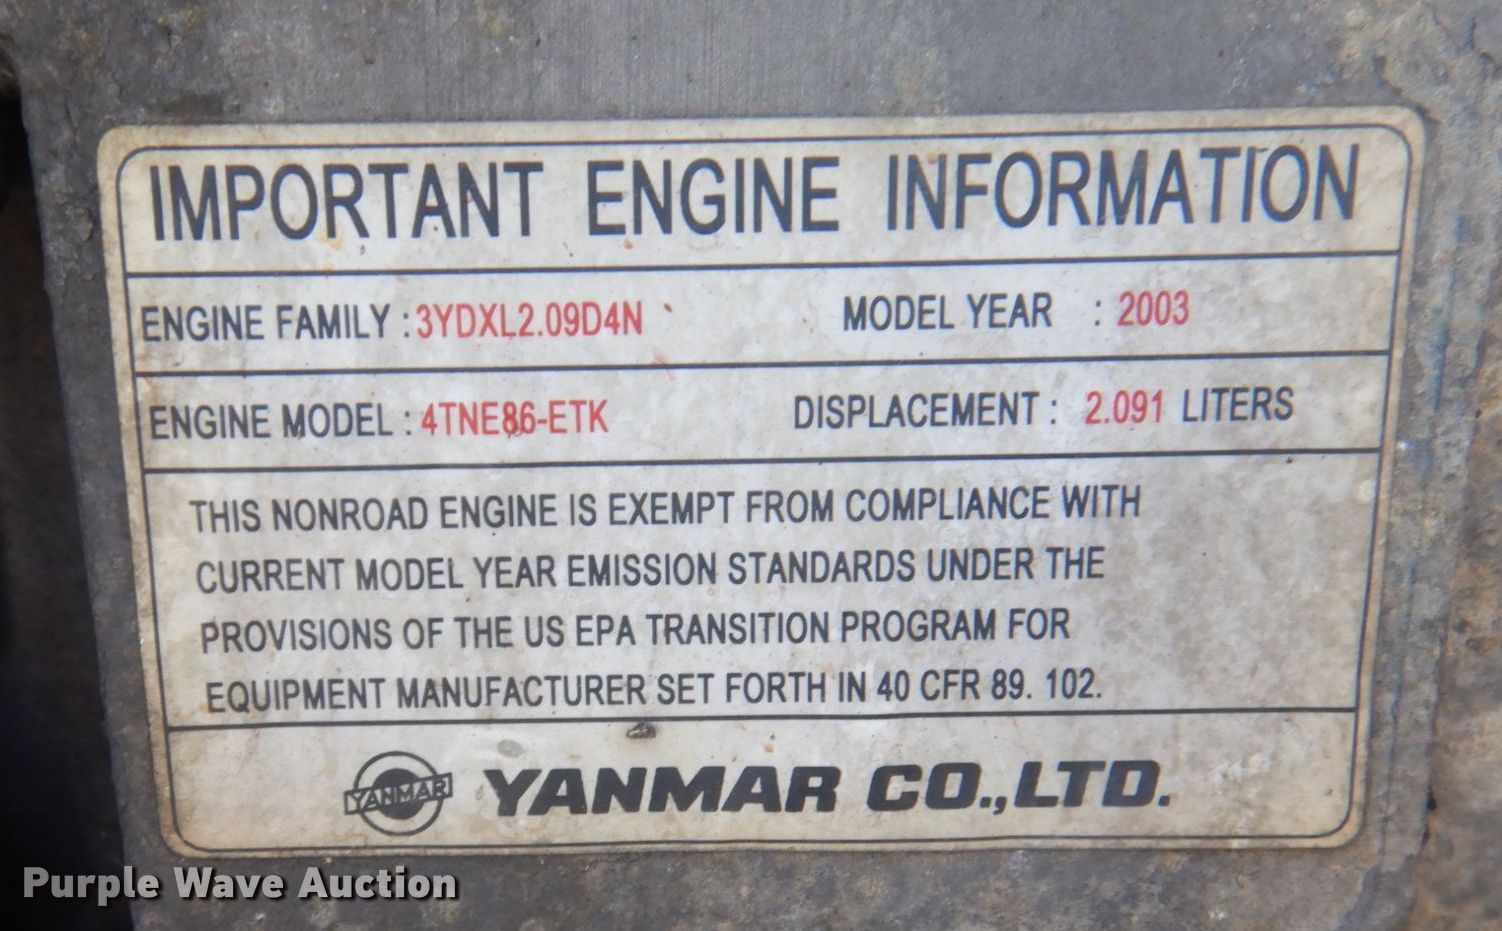 IMPORTANT ENGINE INFORMATION
ENGINE FAMILY : 3YDXL2.09D4N MODEL YEAR : 2003
ENGINE MODEL : 4TNE86-ETK DISPLACEMENT : 2.091 LITERS
THIS NONROAD ENGINE IS EXEMPT FROM COMPLIANCE WITH
CURRENT MODEL YEAR EMISSION STANDARDS UNDER THE
PROVISIONS OF THE US EPA TRANSITION PROGRAM FOR
EQUIPMENT MANUFACTURER SET FORTH IN 40 CFR 89. 102.
YANMAR YANMAR CO.,LTD.
Purple Wave Auction